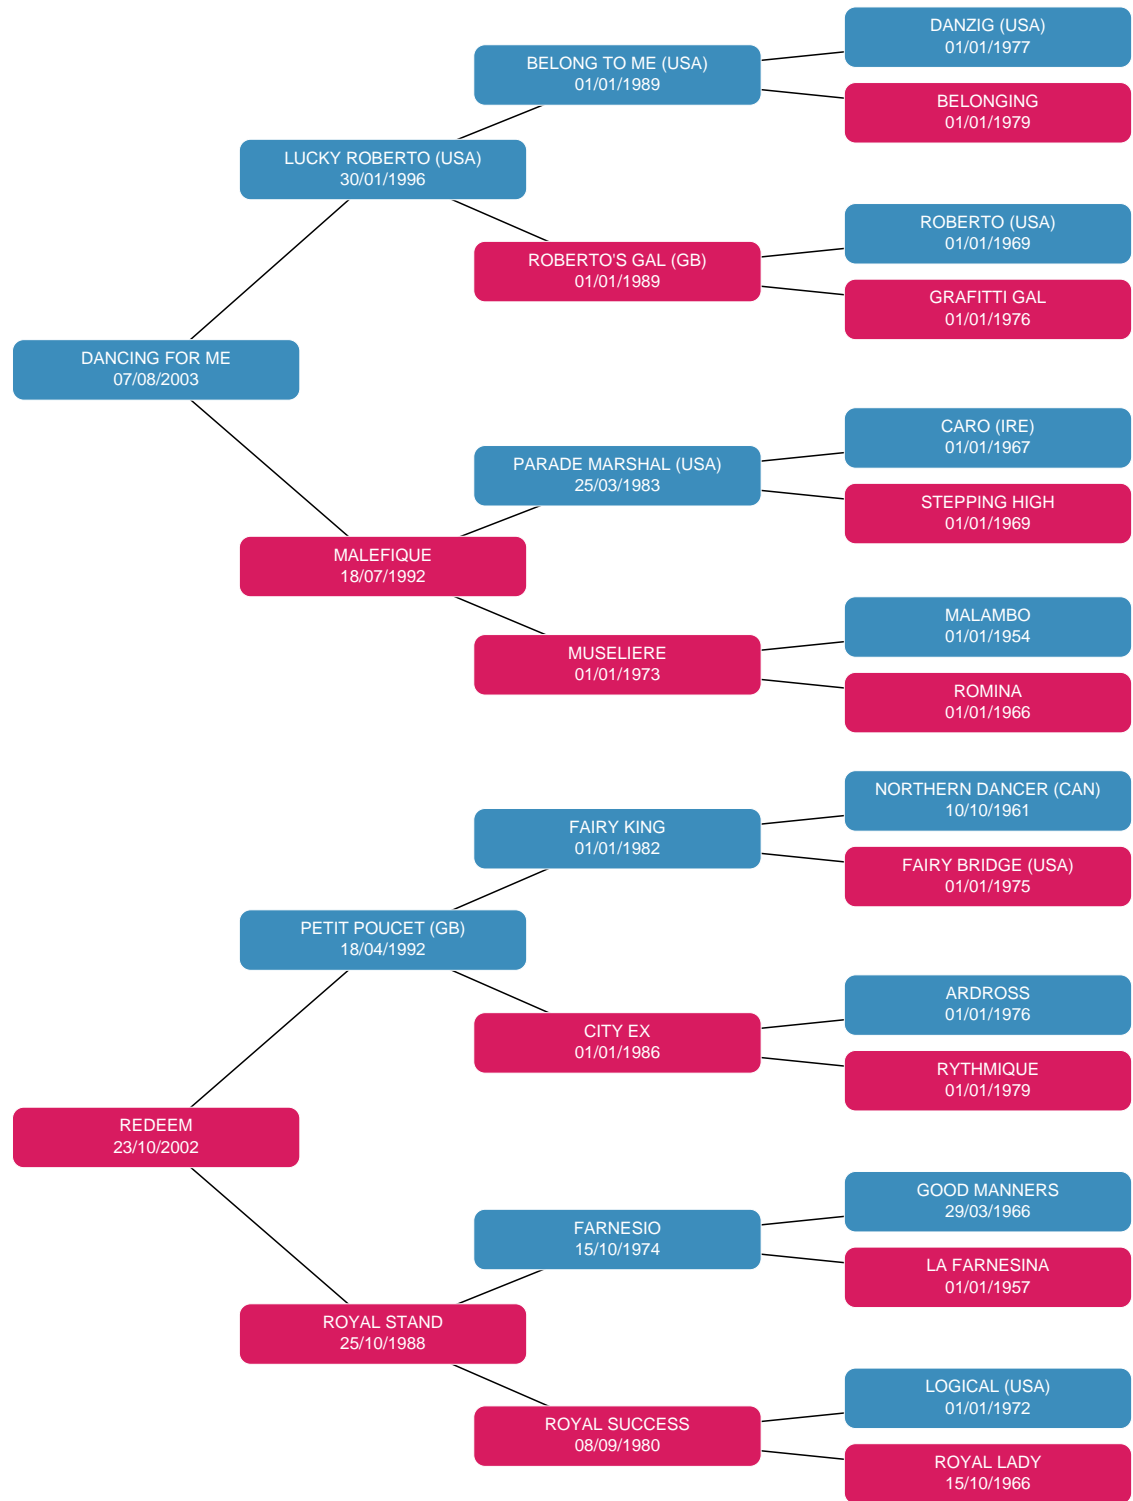 DANZIG (USA)
01/01/1977
BELONG TO ME (USA)
01/01/1989
BELONGING
01/01/1979
LUCKY ROBERTO (USA)
30/01/1996
ROBERTO (USA)
01/01/1969
ROBERTO'S GAL (GB)
01/01/1989
GRAFITTI GAL
01/01/1976
DANCING FOR ME
07/08/2003
CARO (IRE)
01/01/1967
PARADE MARSHAL (USA)
25/03/1983
STEPPING HIGH
01/01/1969
MALEFIQUE
18/07/1992
MALAMBO
01/01/1954
MUSELIERE
01/01/1973
ROMINA
01/01/1966
NORTHERN DANCER (CAN)
10/10/1961
FAIRY KING
01/01/1982
FAIRY BRIDGE (USA)
01/01/1975
PETIT POUCET (GB)
18/04/1992
ARDROSS
01/01/1976
CITY EX
01/01/1986
RYTHMIQUE
01/01/1979
REDEEM
23/10/2002
GOOD MANNERS
29/03/1966
FARNESIO
15/10/1974
LA FARNESINA
01/01/1957
ROYAL STAND
25/10/1988
LOGICAL (USA)
01/01/1972
ROYAL SUCCESS
08/09/1980
ROYAL LADY
15/10/1966